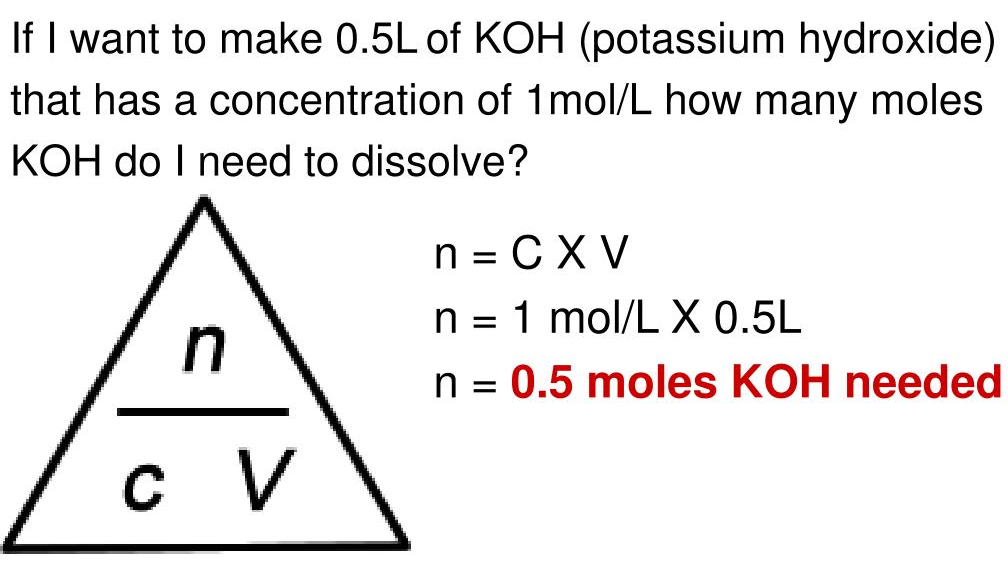 If I want to make 0.5L of KOH (potassium hydroxide)
that has a concentration of 1mol/L how many moles
KOH do I need to dissolve?
n = C X V
n = 1 mol/L X 0.5L
n = 0.5 moles KOH needed
n
c V